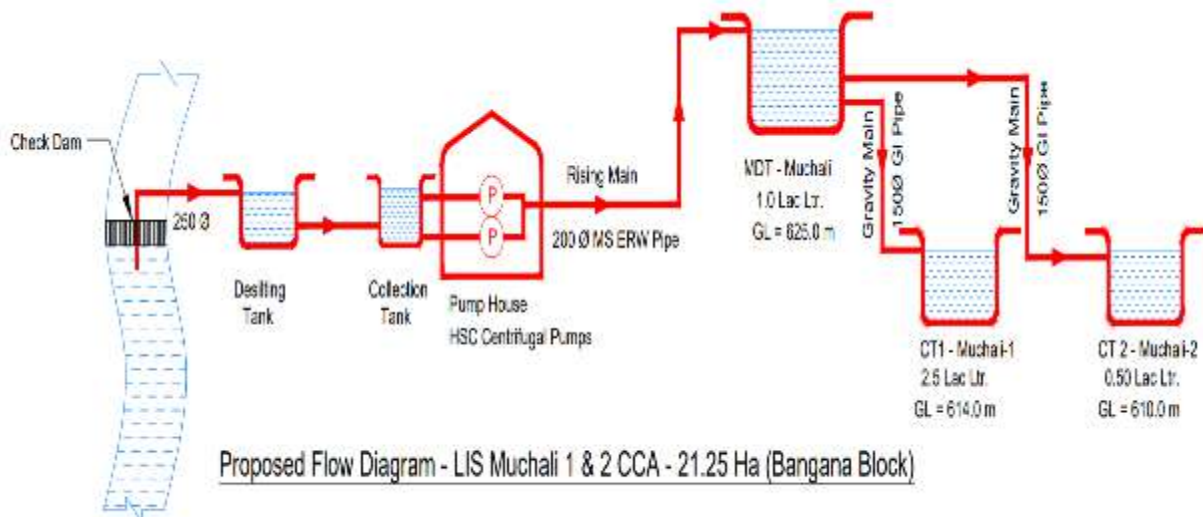 Check Dam
250 Ø
Desilting
Tank
Collection
Tank
P
P
Pump House
HSC Centrifugal Pumps
Rising Main
200 Ø MS ERW Pipe
MDT - Muchali
1.0 Lac Ltr.
GL = 625.0 m
Gravity Main
150Ø GI Pipe
Gravity Main
150Ø GI Pipe
CT1 - Muchali-1
2.5 Lac Ltr.
GL = 614.0 m
CT 2 - Muchali-2
0.50 Lac Ltr.
GL = 610.0 m
Proposed Flow Diagram - LIS Muchali 1 & 2 CCA - 21.25 Ha (Bangana Block)